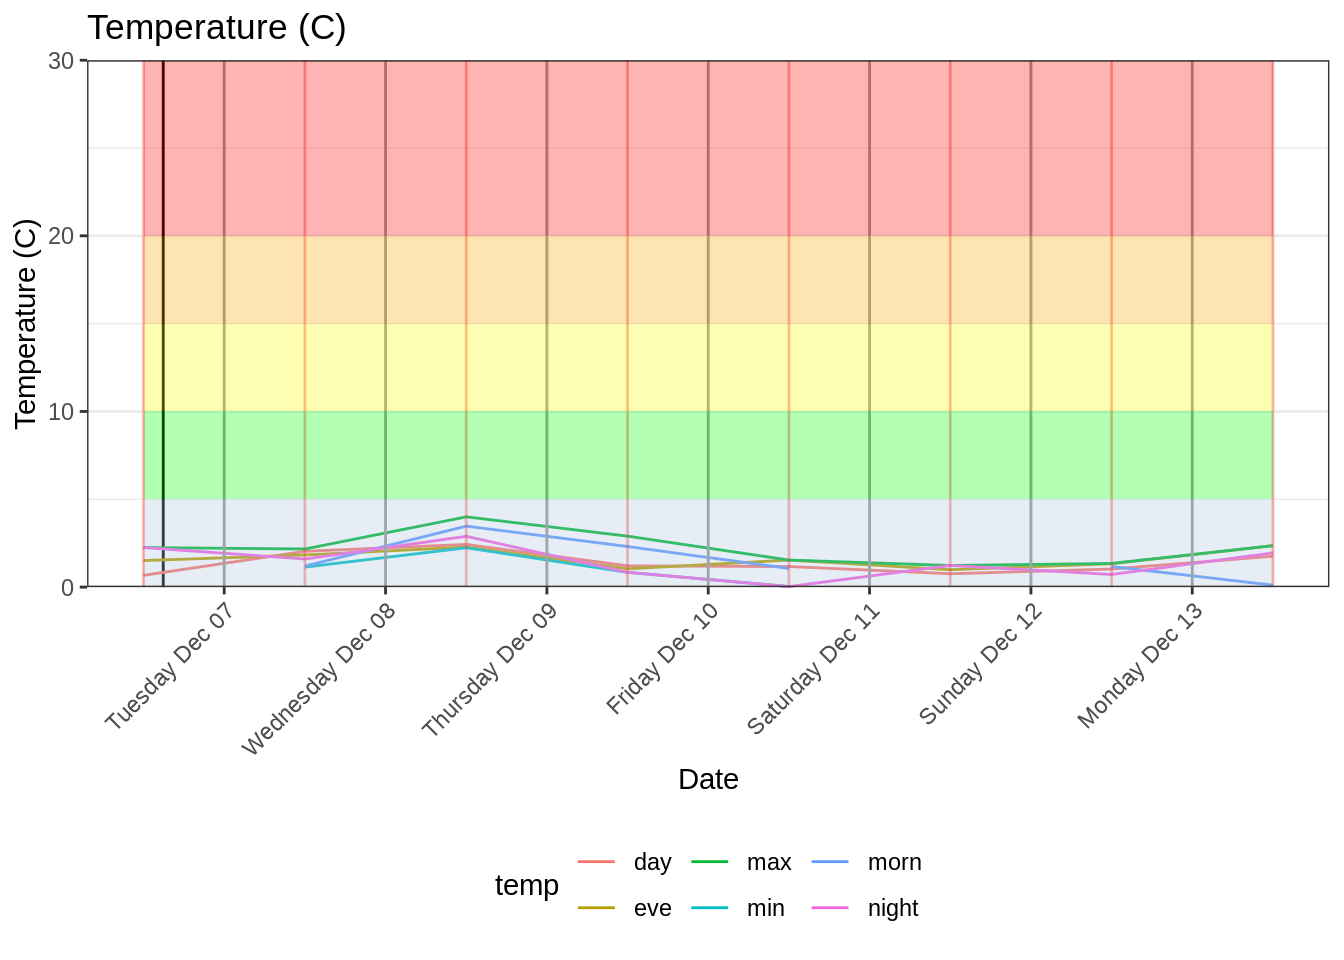 Temperature (C)
Temperature (C)
30
20
10
0
Tuesday Dec 07
Wednesday Dec 08
Thursday Dec 09
Friday Dec 10
Saturday Dec 11
Sunday Dec 12
Monday Dec 13
Date
temp
day
max
morn
eve
min
night